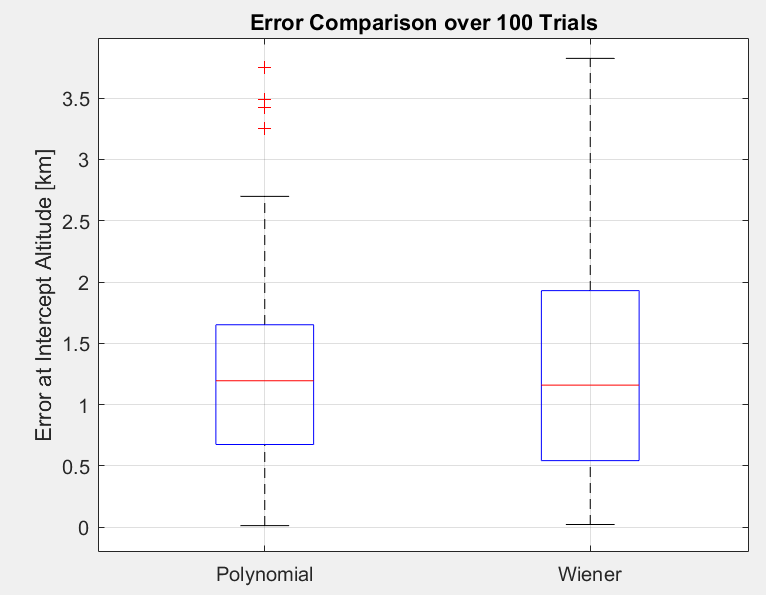 Error Comparison over 100 Trials
Error at Intercept Altitude [km]
3.5
3
2.5
2
1.5
1
0.5
0
Polynomial
Wiener